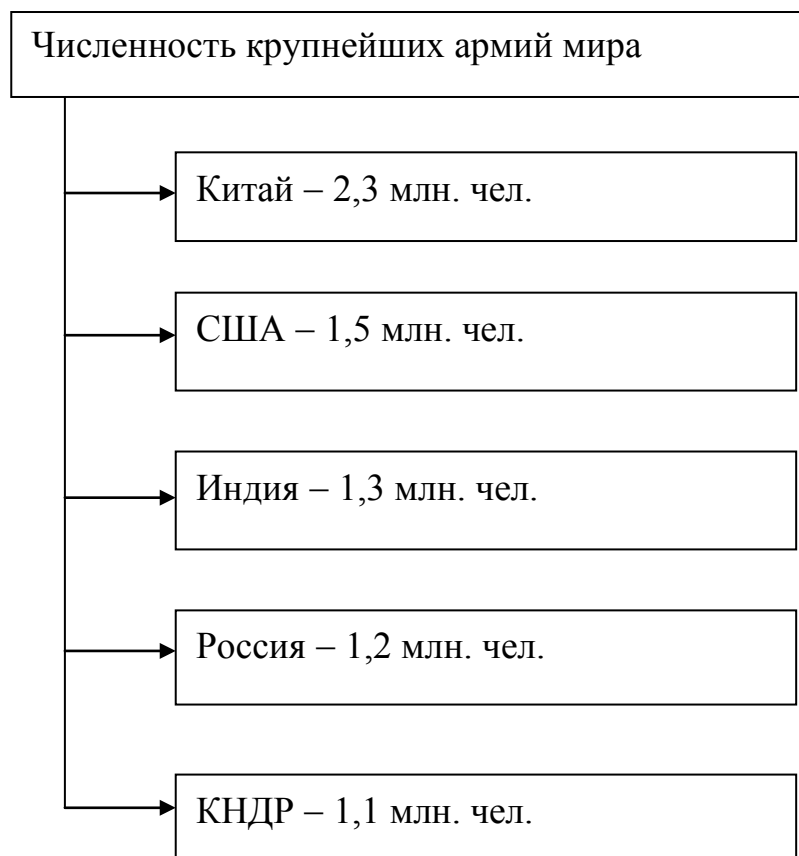 Численность крупнейших армий мира
Китай – 2,3 млн. чел.
США – 1,5 млн. чел.
Индия – 1,3 млн. чел.
Россия – 1,2 млн. чел.
КНДР – 1,1 млн. чел.